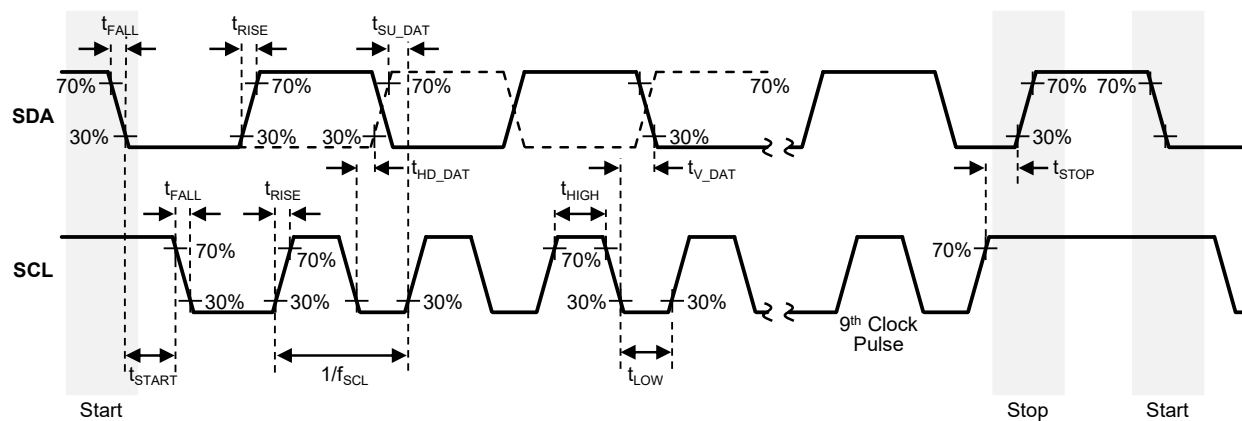 tFALL tRISE tSU_DAT
SDA
70% 70% 70% 70% 70% 70%
30% 30% 30% 30% 30%
tHD_DAT tV_DAT tSTOP
tFALL tRISE tHIGH
SCL
70% 70% 70% 70%
30% 30% 30% 30% 30%
9th Clock
Pulse
tSTART 1/fSCL tLOW
Start Stop Start